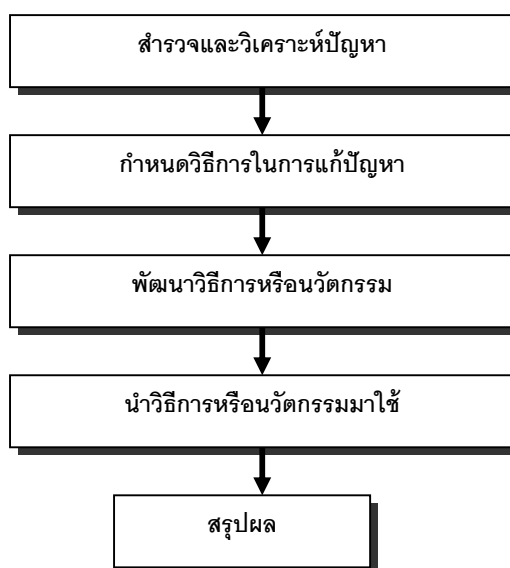 สำรวจและวิเคราะห์ปัญหา
กำหนดวิธีการในการแก้ปัญหา
พัฒนาวิธีการหรือนวัตกรรม
นำวิธีการหรือนวัตกรรมมาใช้
สรุปผล